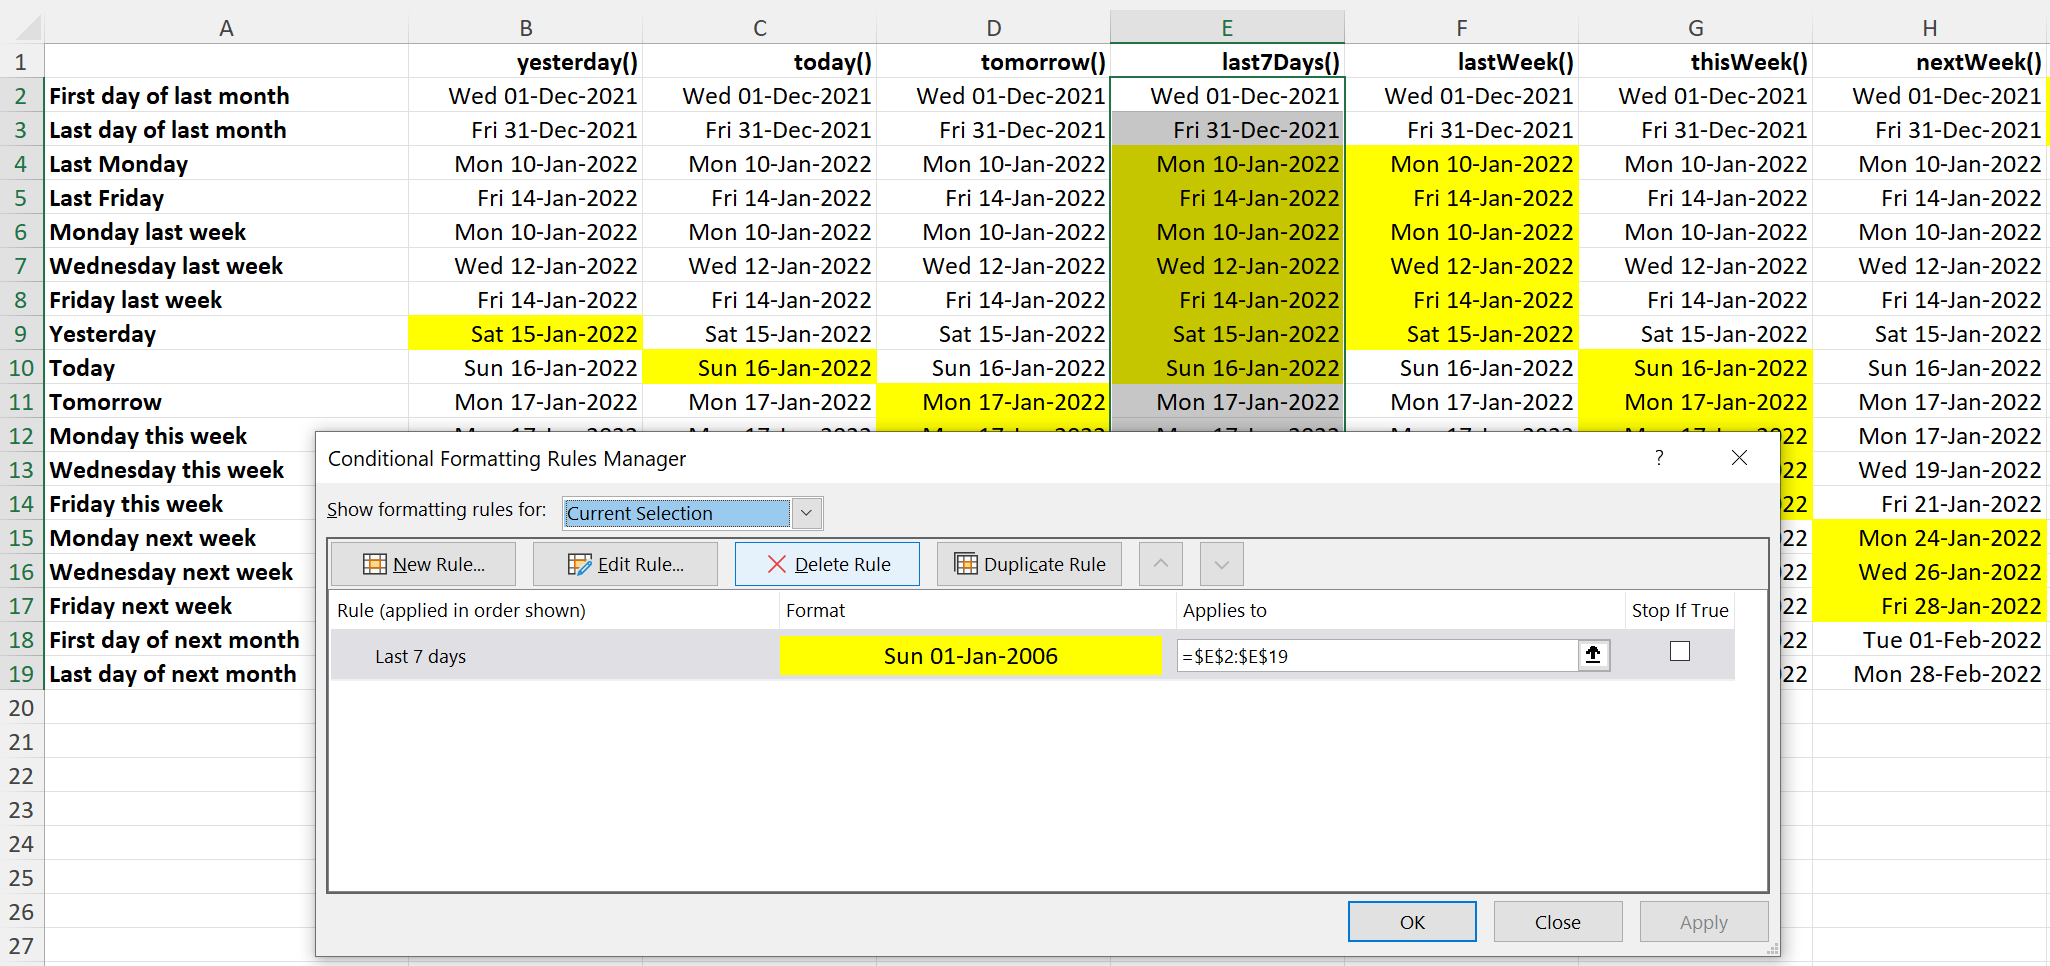 A B C D E F G H
1 yesterday() today() tomorrow() last7Days() lastWeek() thisWeek() nextWeek()
2 First day of last month Wed 01-Dec-2021 Wed 01-Dec-2021 Wed 01-Dec-2021 Wed 01-Dec-2021 Wed 01-Dec-2021 Wed 01-Dec-2021 Wed 01-Dec-2021
3 Last day of last month Fri 31-Dec-2021 Fri 31-Dec-2021 Fri 31-Dec-2021 Fri 31-Dec-2021 Fri 31-Dec-2021 Fri 31-Dec-2021 Fri 31-Dec-2021
4 Last Monday Mon 10-Jan-2022 Mon 10-Jan-2022 Mon 10-Jan-2022 Mon 10-Jan-2022 Mon 10-Jan-2022 Mon 10-Jan-2022 Mon 10-Jan-2022
5 Last Friday Fri 14-Jan-2022 Fri 14-Jan-2022 Fri 14-Jan-2022 Fri 14-Jan-2022 Fri 14-Jan-2022 Fri 14-Jan-2022 Fri 14-Jan-2022
6 Monday last week Mon 10-Jan-2022 Mon 10-Jan-2022 Mon 10-Jan-2022 Mon 10-Jan-2022 Mon 10-Jan-2022 Mon 10-Jan-2022 Mon 10-Jan-2022
7 Wednesday last week Wed 12-Jan-2022 Wed 12-Jan-2022 Wed 12-Jan-2022 Wed 12-Jan-2022 Wed 12-Jan-2022 Wed 12-Jan-2022 Wed 12-Jan-2022
8 Friday last week Fri 14-Jan-2022 Fri 14-Jan-2022 Fri 14-Jan-2022 Fri 14-Jan-2022 Fri 14-Jan-2022 Fri 14-Jan-2022 Fri 14-Jan-2022
9 Yesterday Sat 15-Jan-2022 Sat 15-Jan-2022 Sat 15-Jan-2022 Sat 15-Jan-2022 Sat 15-Jan-2022 Sat 15-Jan-2022 Sat 15-Jan-2022
10 Today Sun 16-Jan-2022 Sun 16-Jan-2022 Sun 16-Jan-2022 Sun 16-Jan-2022 Sun 16-Jan-2022 Sun 16-Jan-2022 Sun 16-Jan-2022
11 Tomorrow Mon 17-Jan-2022 Mon 17-Jan-2022 Mon 17-Jan-2022 Mon 17-Jan-2022 Mon 17-Jan-2022 Mon 17-Jan-2022 Mon 17-Jan-2022
12 Monday this week 22 Mon 17-Jan-2022
13 Wednesday this week 22 Wed 19-Jan-2022
14 Friday this week 22 Fri 21-Jan-2022
15 Monday next week 22 Mon 24-Jan-2022
16 Wednesday next week 22 Wed 26-Jan-2022
17 Friday next week 22 Fri 28-Jan-2022
18 First day of next month 22 Tue 01-Feb-2022
19 Last day of next month 22 Mon 28-Feb-2022
20
21
22
23
24
25
26
27
Conditional Formatting Rules Manager ?
Show formatting rules for: Current Selection
New Rule... Edit Rule... Delete Rule Duplicate Rule
Rule (applied in order shown) Format Applies to Stop If True
Last 7 days Sun 01-Jan-2006 =$E$2:$E$19
OK Close Apply